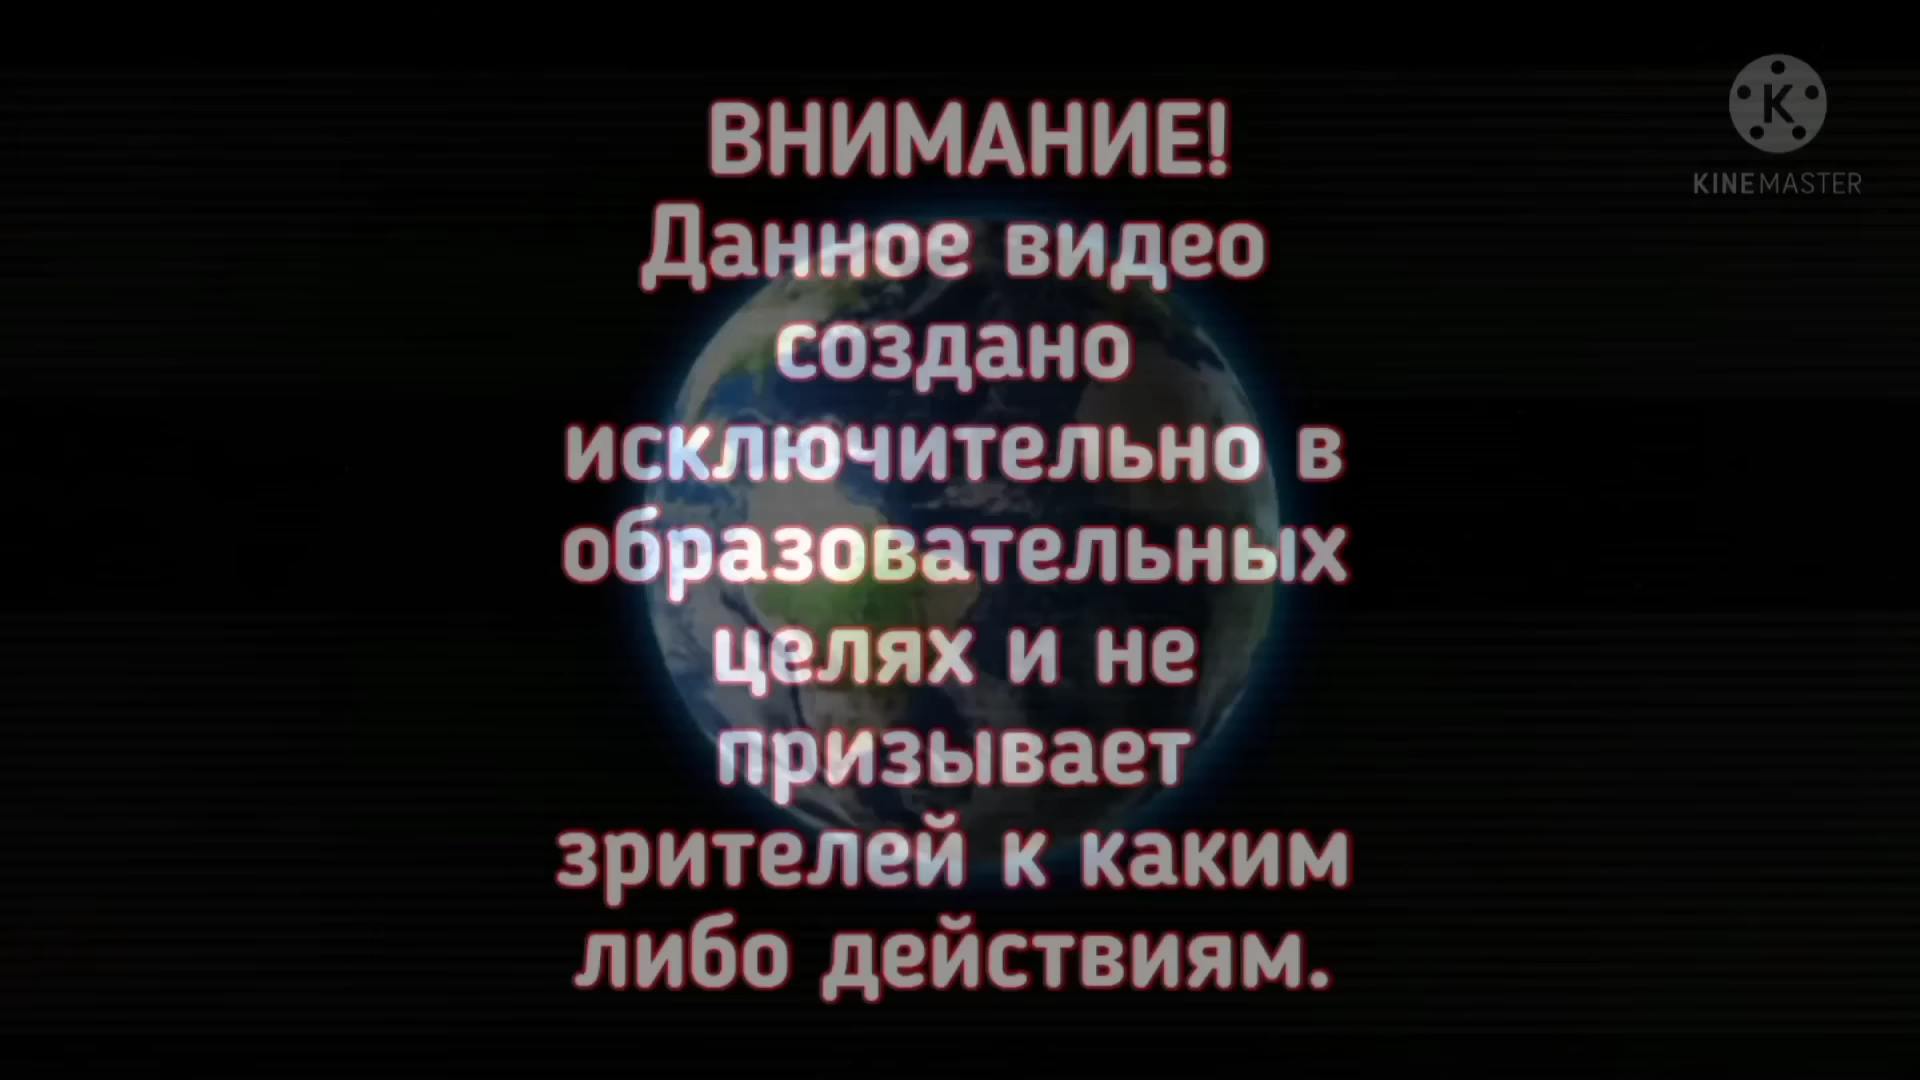 ВНИМАНИЕ!
Данное видео
создано
исключительно в
образовательных
целях и не
призывает
зрителей к каким
либо действиям.
K
KINEMASTER